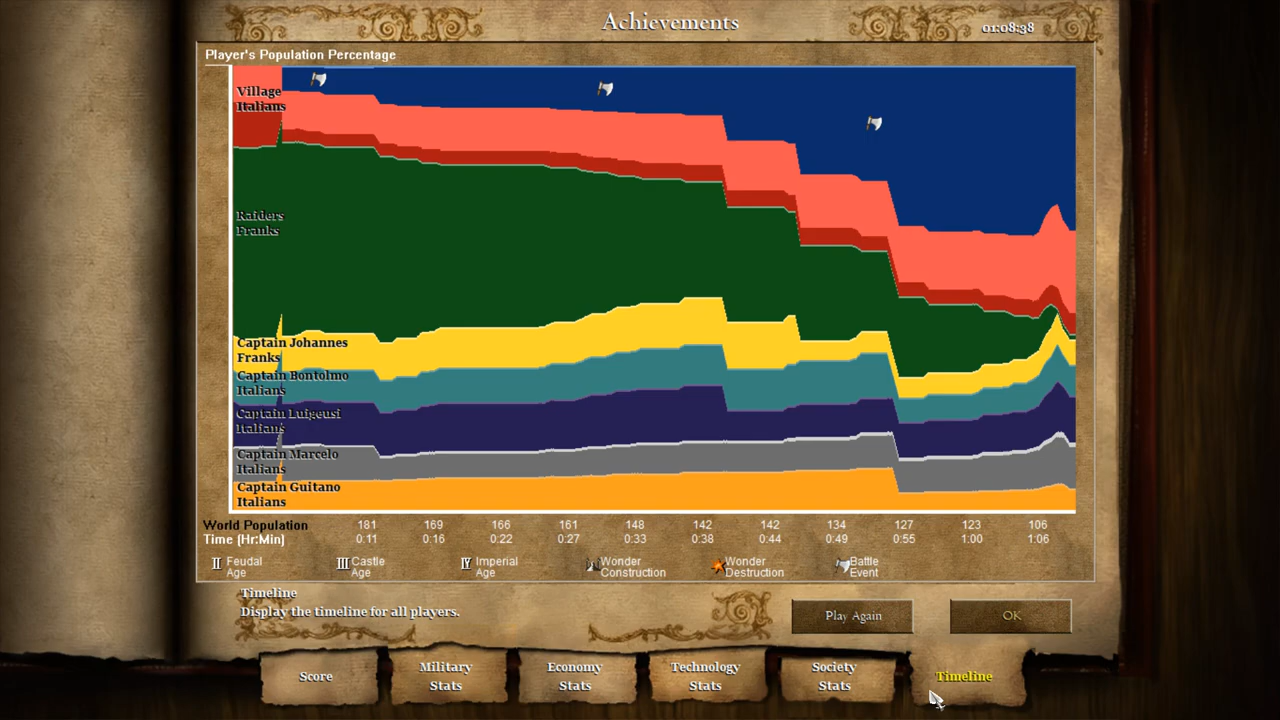 Achievements
01:08:38
Player's Population Percentage
Village
Italians
Raiders
Franks
Captain Johannes
Franks
Captain Bontolmo
Italians
Captain Luigeusi
Italians
Captain Marcelo
Italians
Captain Guitano
Italians
World Population 181 169 166 161 148 142 142 134 127 123 106
Time (Hr:Min) 0:11 0:16 0:22 0:27 0:33 0:38 0:44 0:49 0:55 1:00 1:06
II Feudal Age
III Castle Age
IV Imperial Age
Wonder Construction
Wonder Destruction
Battle Event
Timeline
Display the timeline for all players.
Play Again
OK
Score
Military Stats
Economy Stats
Technology Stats
Society Stats
Timeline